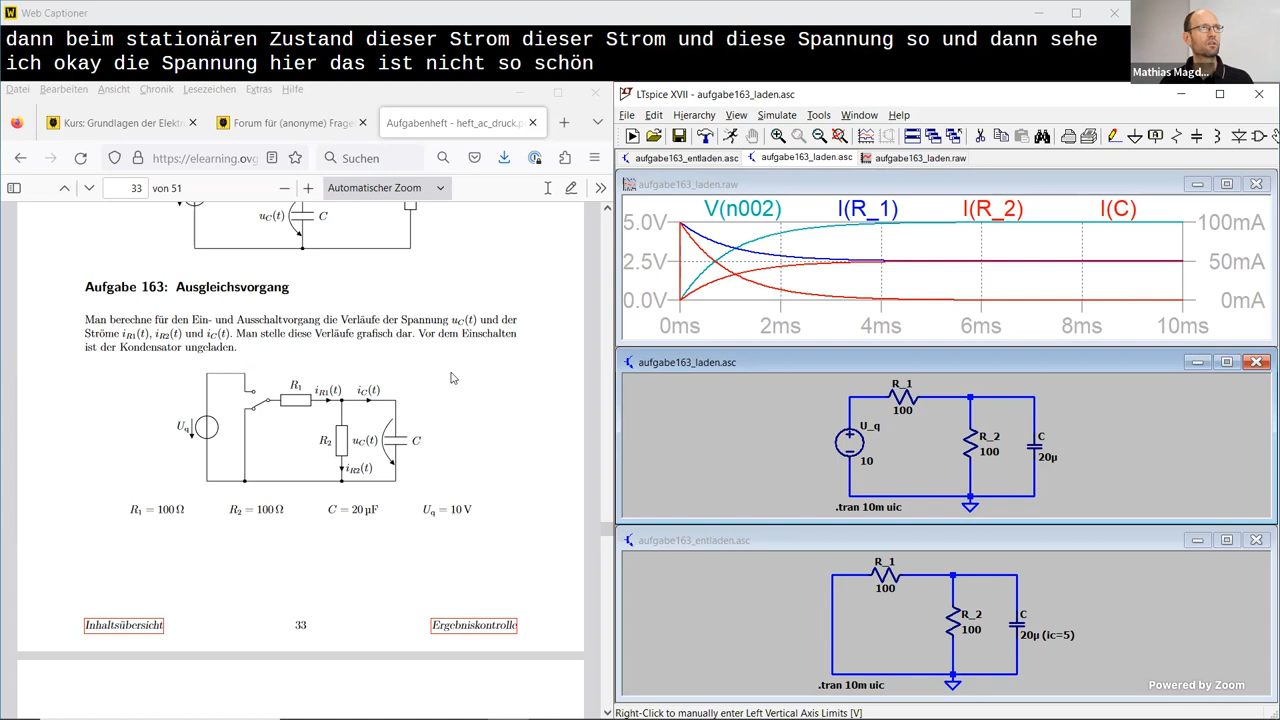 Web Captioner
dann beim stationären Zustand dieser Strom dieser Strom und diese Spannung so und dann sehe
ich okay die Spannung hier das ist nicht so schön
Mathias Magd...
Datei Bearbeiten Ansicht Chronik Lesezeichen Extras Hilfe
Kurs: Grundlagen der Elekt
Forum für (anonyme) Frage
Aufgabenheft - heft_ac_druck.p
https://elearning.ovg
Suchen
33 von 51
Automatischer Zoom
u_C(t) C
Aufgabe 163: Ausgleichsvorgang
Man berechne für den Ein- und Ausschaltvorgang die Verläufe der Spannung u_C(t) und der
Ströme i_R1(t), i_R2(t) und i_C(t). Man stelle diese Verläufe grafisch dar. Vor dem Einschalten
ist der Kondensator ungeladen.
R_1 i_R1(t) i_C(t)
U_q R_2 u_C(t) C
i_R2(t)
R_1 = 100 Ω R_2 = 100 Ω C = 20 µF U_q = 10 V
Inhaltsübersicht 33 Ergebniskontrolle
LTspice XVII - aufgabe163_laden.asc
File Edit Hierarchy View Simulate Tools Window Help
aufgabe163_entladen.asc aufgabe163_laden.asc aufgabe163_laden.raw
aufgabe163_laden.raw
V(n002) I(R_1) I(R_2) I(C)
5.0V 100mA
2.5V 50mA
0.0V 0mA
0ms 2ms 4ms 6ms 8ms 10ms
aufgabe163_laden.asc
R_1
100
U_q
10
R_2
100
C
20µ
.tran 10m uic
aufgabe163_entladen.asc
R_1
100
R_2
100
C
20µ (ic=5)
.tran 10m uic
Powered by Zoom
Right-Click to manually enter Left Vertical Axis Limits [V]